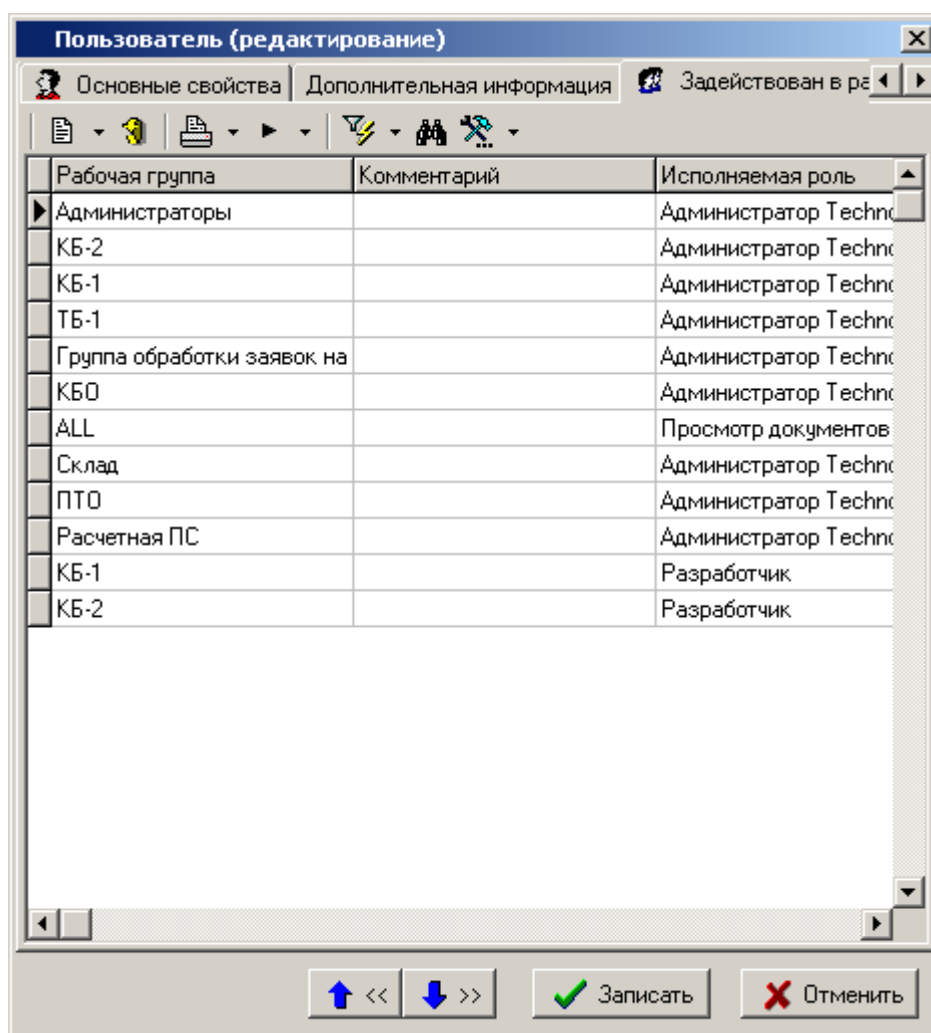 Пользователь (редактирование)
Основные свойства Дополнительная информация Задействован в ра
Рабочая группа Комментарий Исполняемая роль
Администраторы Администратор Techno
КБ-2 Администратор Techno
КБ-1 Администратор Techno
ТБ-1 Администратор Techno
Группа обработки заявок на Администратор Techno
КБО Администратор Techno
ALL Просмотр документов
Склад Администратор Techno
ПТО Администратор Techno
Расчетная ПС Администратор Techno
КБ-1 Разработчик
КБ-2 Разработчик
<< >> Записать Отменить